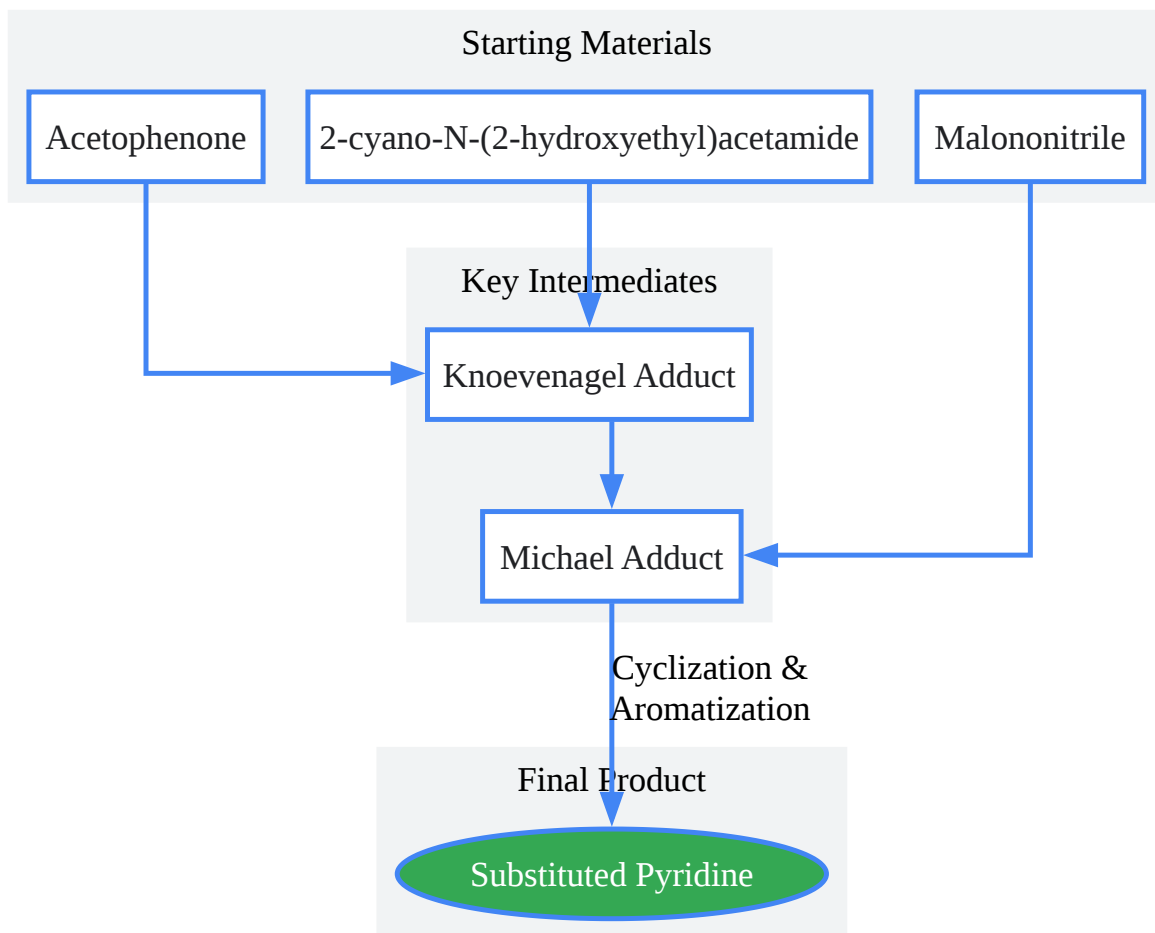 Starting Materials
Acetophenone
2-cyano-N-(2-hydroxyethyl)acetamide
Malononitrile
Key Intermediates
Knoevenagel Adduct
Michael Adduct
Cyclization &
Aromatization
Final Product
Substituted Pyridine